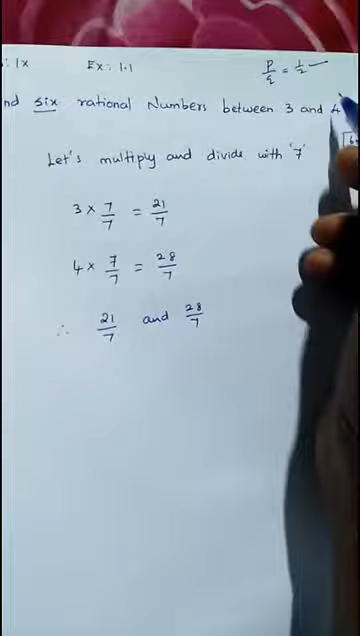 : IX Ex: 1.1 p/q = 1/2
nd six rational Numbers between 3 and 4
Let's multiply and divide with '7'
3 × 7/7 = 21/7
4 × 7/7 = 28/7
∴ 21/7 and 28/7